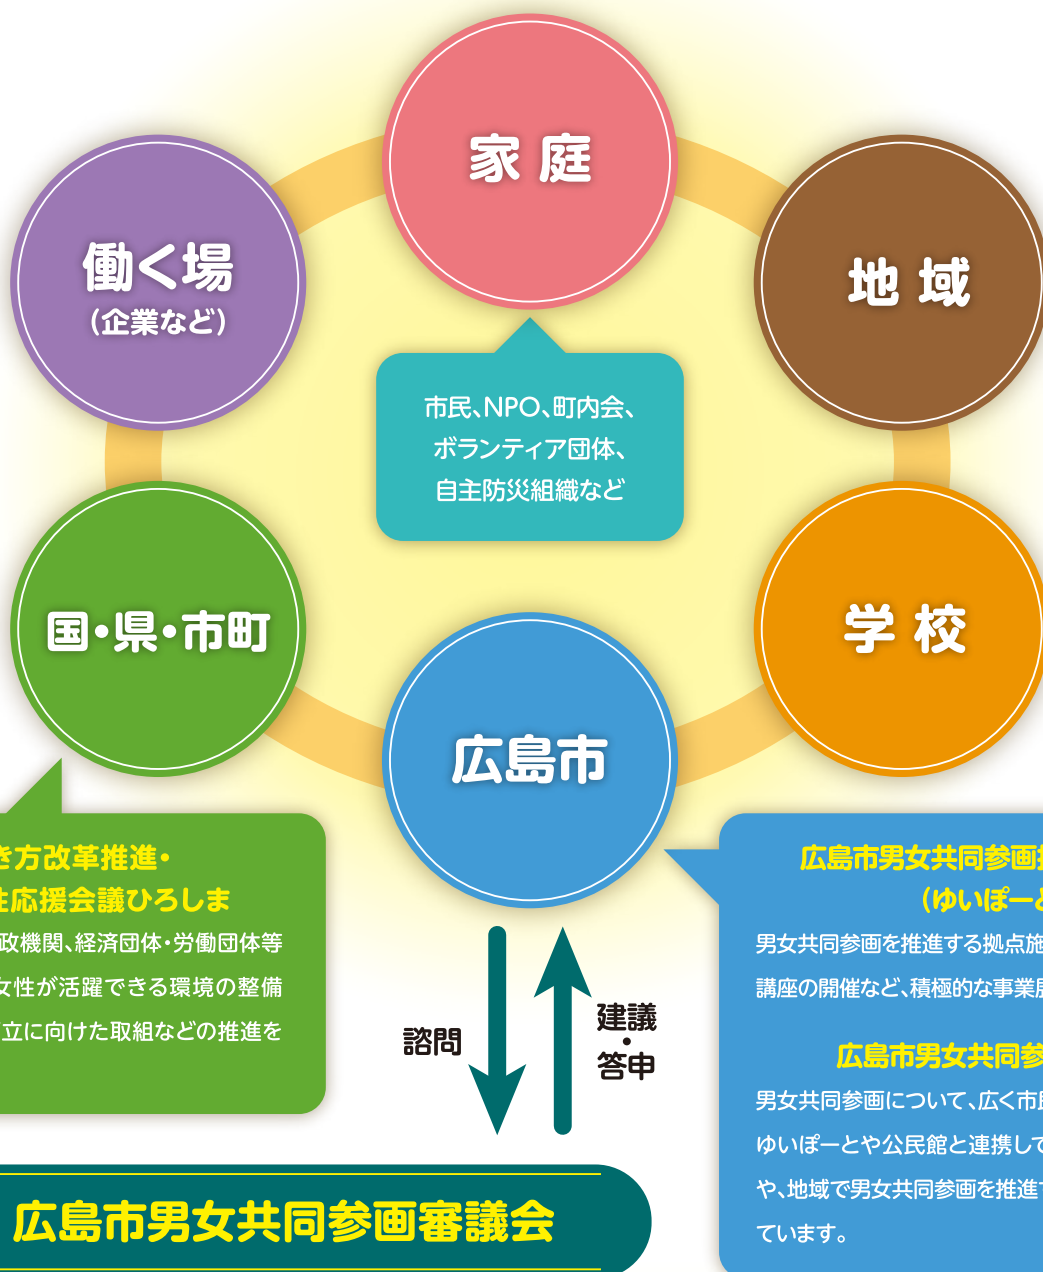 家庭
働く場
（企業など）
地域
市民、NPO、町内会、
ボランティア団体、
自主防災組織など
国・県・市町
学校
広島市
き方改革推進・
応援会議ひろしま
政機関、経済団体・労働団体等
女性が活躍できる環境の整備
立に向けた取組などの推進を
諮問
建議
・
答申
広島市男女共同参画
（ゆいぽーと
男女共同参画を推進する拠点施
講座の開催など、積極的な事業展
広島市男女共同参
男女共同参画について、広く市民
ゆいぽーとや公民館と連携して
や、地域で男女共同参画を推進す
ています。
広島市男女共同参画審議会